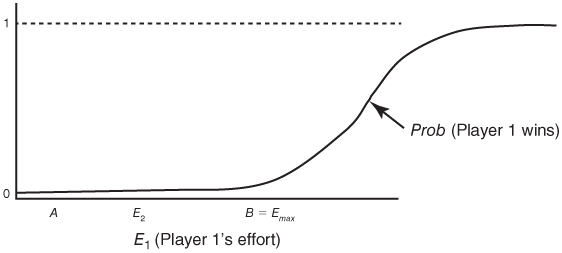 1
Prob (Player 1 wins)
0
A E₂ B = Eₘₐₓ
E₁ (Player 1's effort)